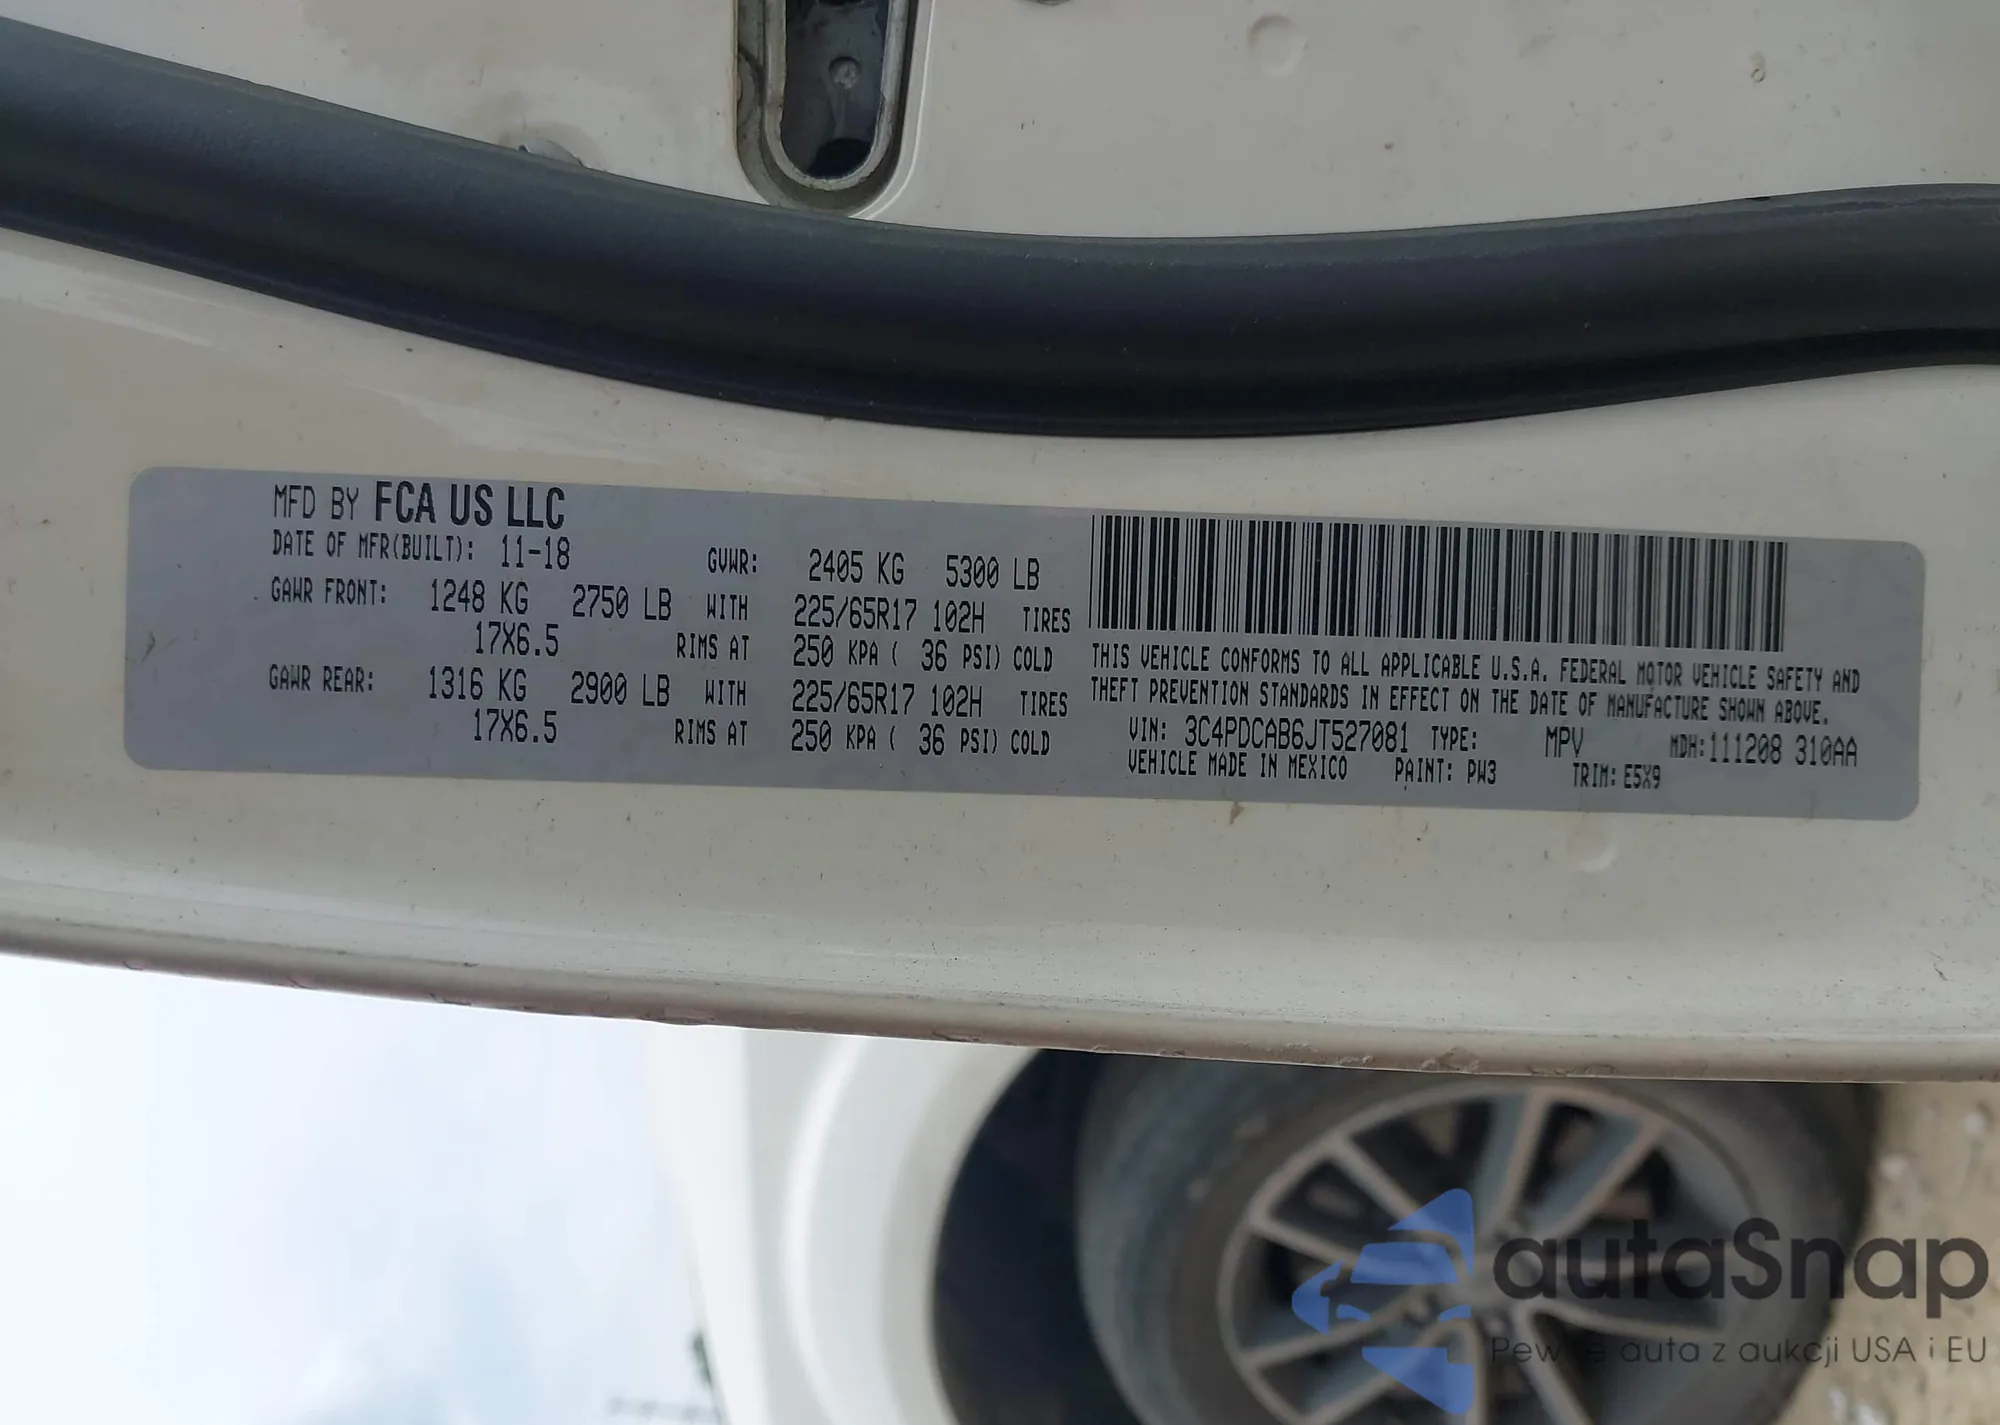 MFD BY FCA US LLC
DATE OF MFR(BUILT): 11-18 GVWR: 2405 KG 5300 LB
GAWR FRONT: 1248 KG 2750 LB WITH 225/65R17 102H TIRES
17X6.5 RIMS AT 250 KPA ( 36 PSI) COLD
GAWR REAR: 1316 KG 2900 LB WITH 225/65R17 102H TIRES
17X6.5 RIMS AT 250 KPA ( 36 PSI) COLD
THIS VEHICLE CONFORMS TO ALL APPLICABLE U.S.A. FEDERAL MOTOR VEHICLE SAFETY AND
THEFT PREVENTION STANDARDS IN EFFECT ON THE DATE OF MANUFACTURE SHOWN ABOVE.
VIN: 3C4PDCAB6JT527081 TYPE: MPV MDH:111208 310AA
VEHICLE MADE IN MEXICO PAINT: PW3 TRIM: E5X9
autaSnap
Pewne auta z aukcji USA i EU